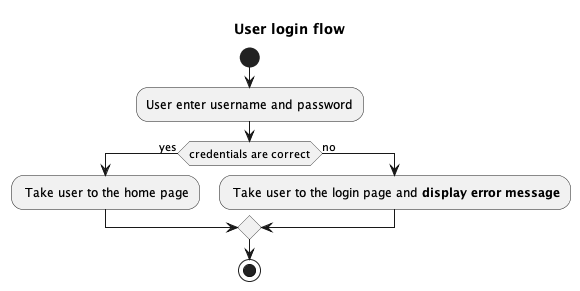 User login flow
User enter username and password
yes
credentials are correct
no
Take user to the home page
Take user to the login page and display error message